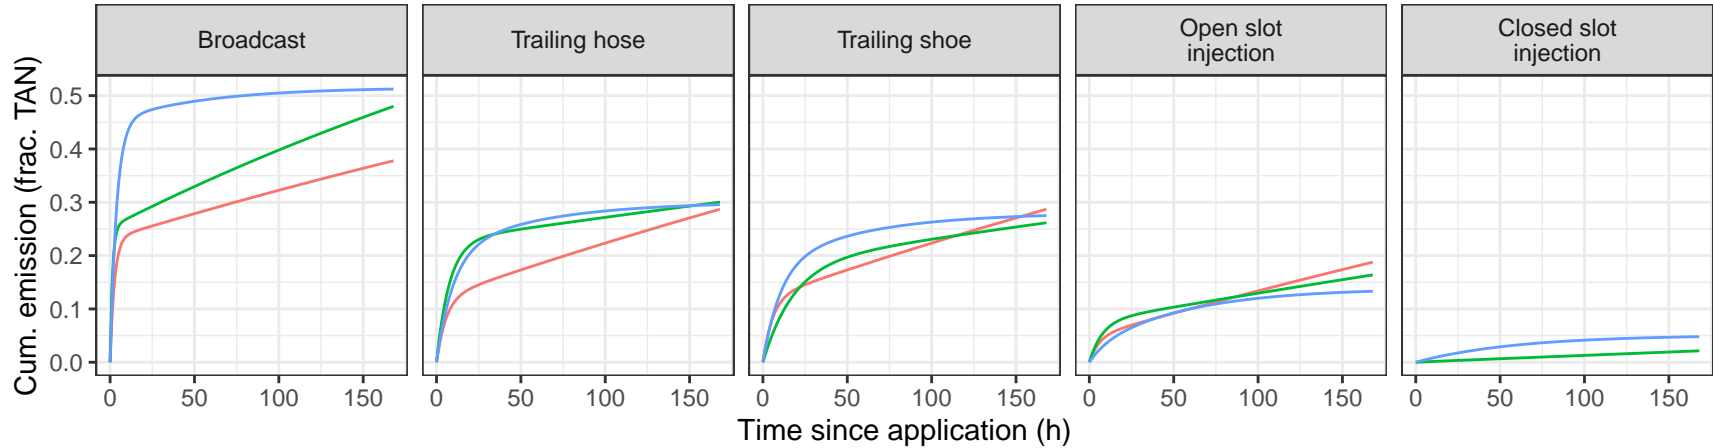 Broadcast
Trailing hose
Trailing shoe
Open slot
injection
Closed slot
injection
Cum. emission (frac. TAN)
0.5
0.4
0.3
0.2
0.1
0.0
0 50 100 150
0 50 100 150
0 50 100 150
0 50 100 150
0 50 100 150
Time since application (h)